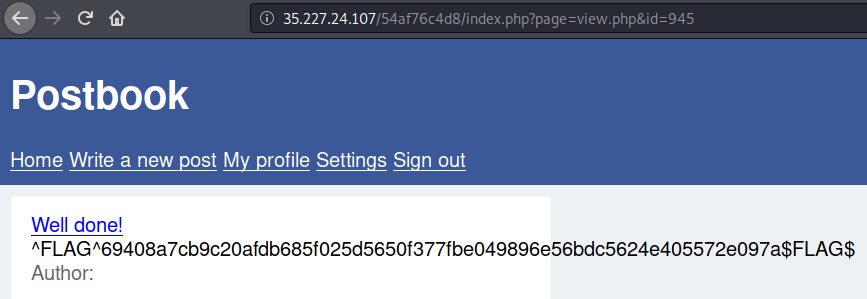 35.227.24.107/54af76c4d8/index.php?page=view.php&id=945
Postbook
Home Write a new post My profile Settings Sign out
Well done!
^FLAG^69408a7cb9c20afdb685f025d5650f377fbe049896e56bdc5624e405572e097a$FLAG$
Author: